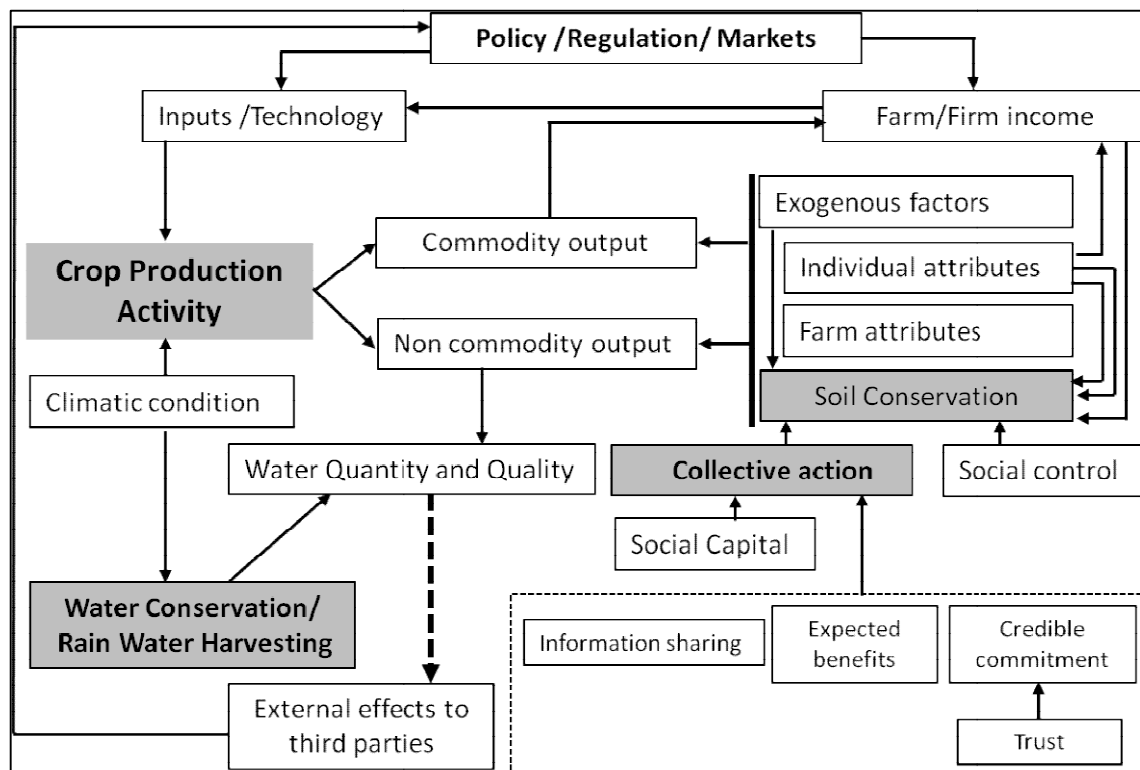 Policy /Regulation/ Markets
Inputs /Technology
Farm/Firm income
Exogenous factors
Commodity output
Individual attributes
Crop Production
Activity
Farm attributes
Non commodity output
Climatic condition
Soil Conservation
Water Quantity and Quality
Collective action
Social control
Social Capital
Water Conservation/
Rain Water Harvesting
Information sharing
Expected
benefits
Credible
commitment
External effects to
third parties
Trust